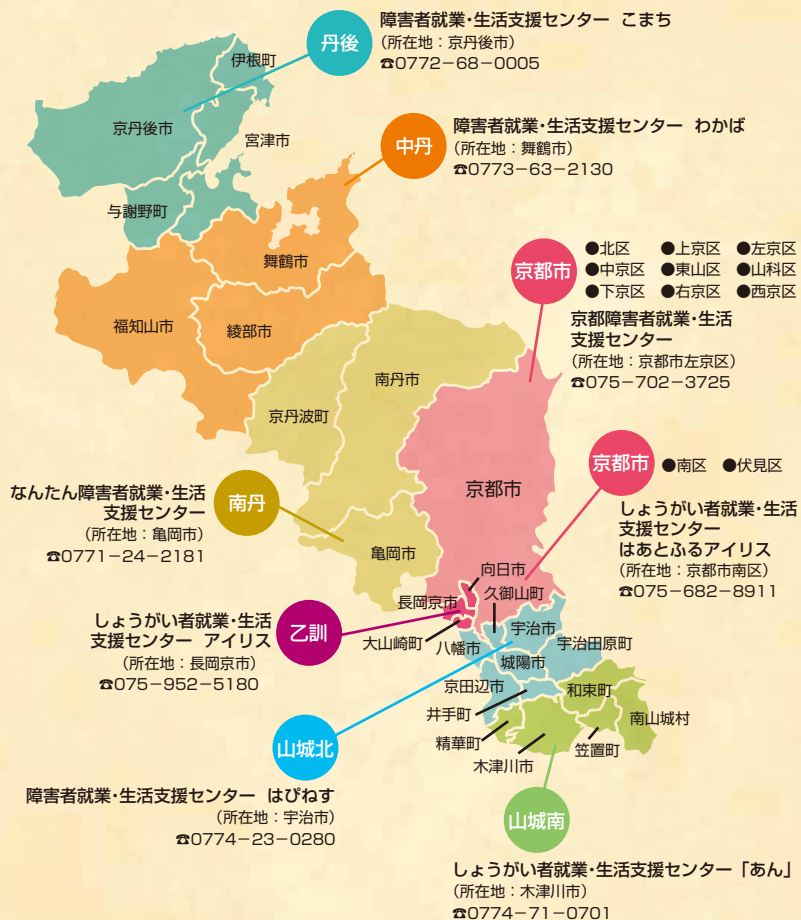 丹後
障害者就業・生活支援センター こまち
(所在地：京丹後市)
☎0772−68−0005
伊根町
京丹後市
宮津市
与謝野町
中丹
障害者就業・生活支援センター わかば
(所在地：舞鶴市)
☎0773−63−2130
舞鶴市
福知山市
綾部市
京都市
●北区 ●上京区 ●左京区
●中京区 ●東山区 ●山科区
●下京区 ●右京区 ●西京区
京都障害者就業・生活
支援センター
(所在地：京都市左京区)
☎075−702−3725
南丹市
京丹波町
京都市
亀岡市
京都市
●南区 ●伏見区
しょうがい者就業・生活
支援センター
はあとふるアイリス
(所在地：京都市南区)
☎075−682−8911
なんたん障害者就業・生活
支援センター
(所在地：亀岡市)
☎0771−24−2181
南丹
しょうがい者就業・生活
支援センター アイリス
(所在地：長岡京市)
☎075−952−5180
乙訓
向日市
長岡京市
久御山町
大山崎町
八幡市
宇治市
宇治田原町
城陽市
京田辺市
井手町
和束町
精華町
南山城村
笠置町
木津川市
山城北
障害者就業・生活支援センター はぴねす
(所在地：宇治市)
☎0774−23−0280
山城南
しょうがい者就業・生活支援センター「あん」
(所在地：木津川市)
☎0774−71−0701